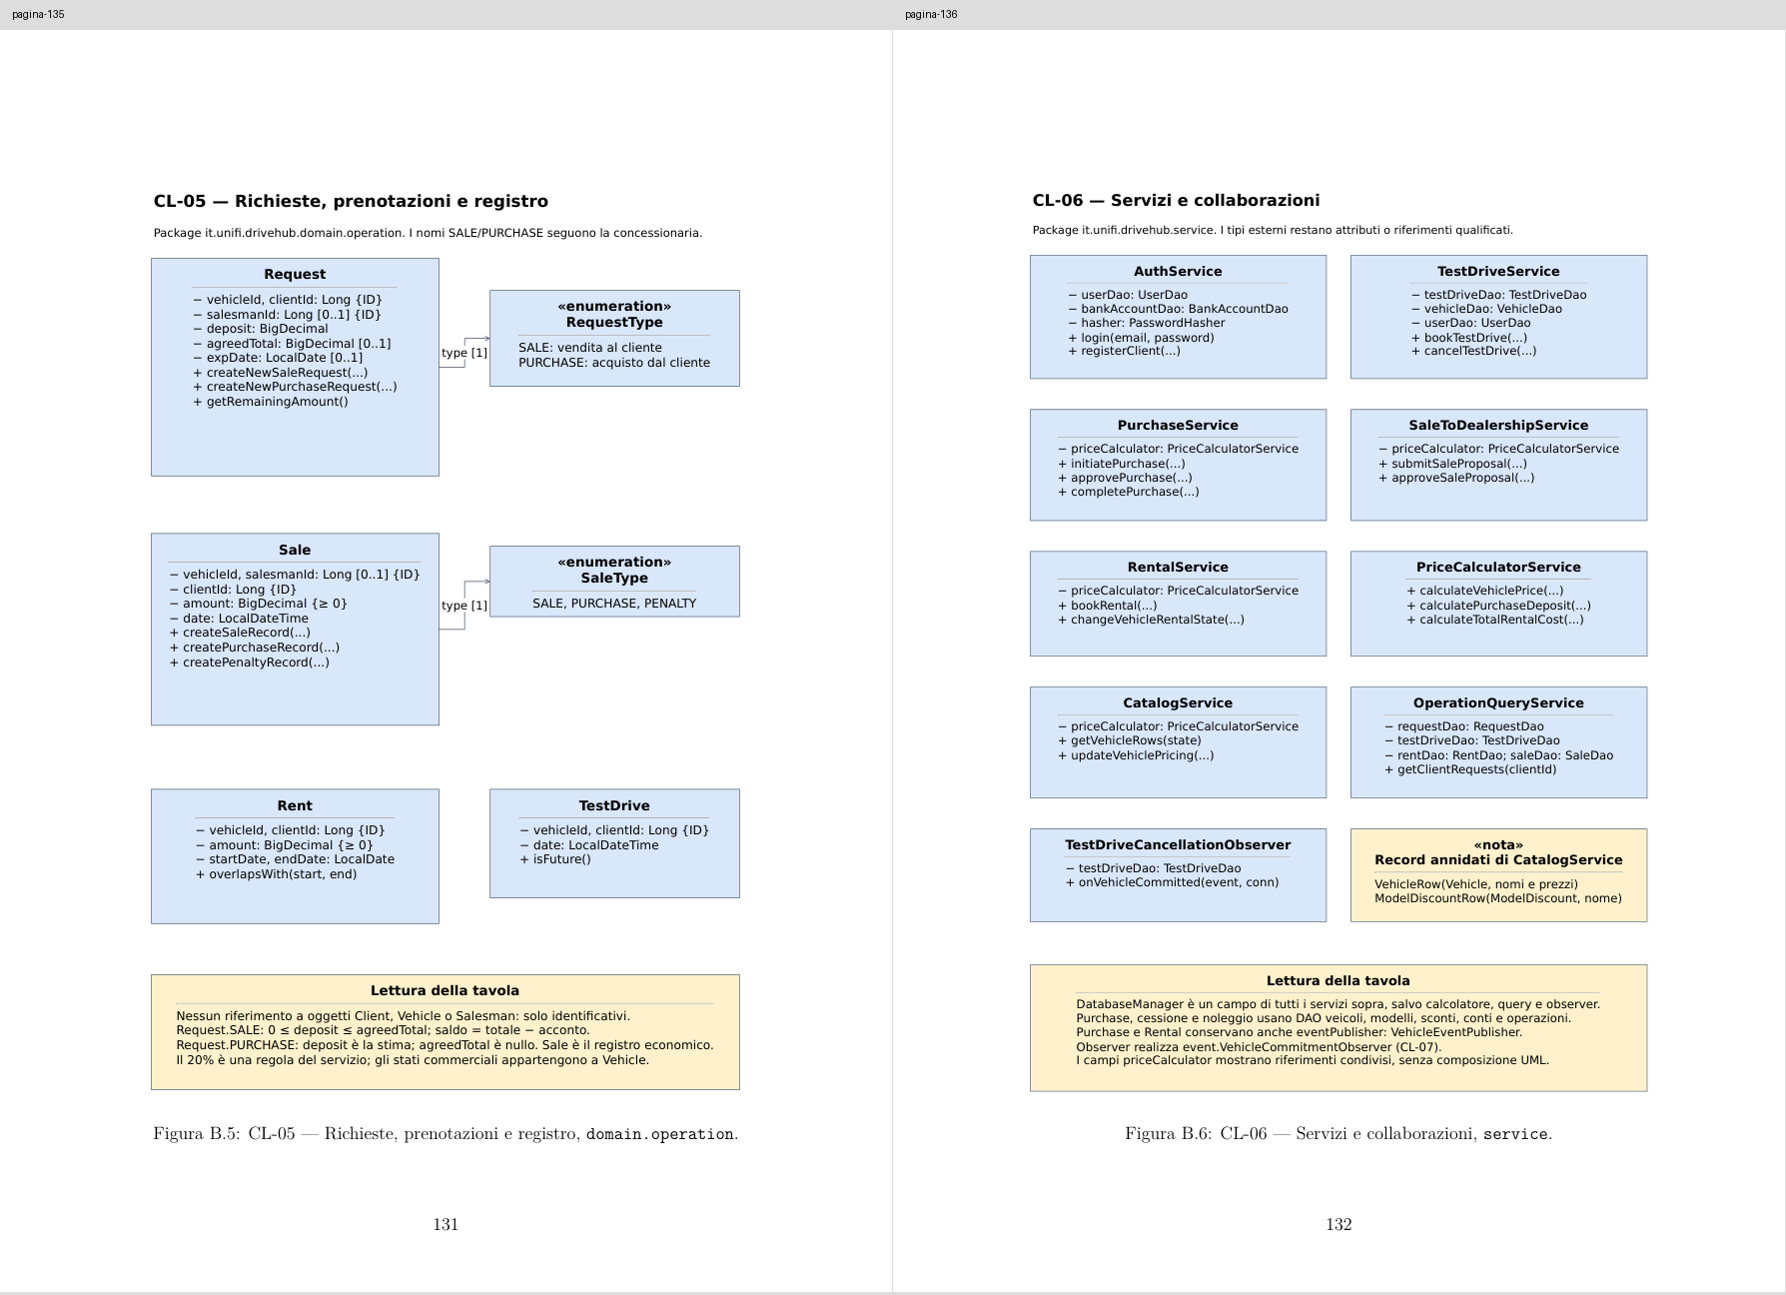 pagina-135
CL-05 — Richieste, prenotazioni e registro
Package it.unifi.drivehub.domain.operation. I nomi SALE/PURCHASE seguono la concessionaria.
Request
− vehicleId, clientId: Long {ID}
− salesmanId: Long [0..1] {ID}
− deposit: BigDecimal
− agreedTotal: BigDecimal [0..1]
− expDate: LocalDate [0..1]
+ createNewSaleRequest(...)
+ createNewPurchaseRequest(...)
+ getRemainingAmount()
type [1]
«enumeration»
RequestType
SALE: vendita al cliente
PURCHASE: acquisto dal cliente
Sale
− vehicleId, salesmanId: Long [0..1] {ID}
− clientId: Long {ID}
− amount: BigDecimal {≥ 0}
− date: LocalDateTime
+ createSaleRecord(...)
+ createPurchaseRecord(...)
+ createPenaltyRecord(...)
type [1]
«enumeration»
SaleType
SALE, PURCHASE, PENALTY
Rent
− vehicleId, clientId: Long {ID}
− amount: BigDecimal {≥ 0}
− startDate, endDate: LocalDate
+ overlapsWith(start, end)
TestDrive
− vehicleId, clientId: Long {ID}
− date: LocalDateTime
+ isFuture()
Lettura della tavola
Nessun riferimento a oggetti Client, Vehicle o Salesman: solo identificativi.
Request.SALE: 0 ≤ deposit ≤ agreedTotal; saldo = totale − acconto.
Request.PURCHASE: deposit è la stima; agreedTotal è nullo. Sale è il registro economico.
Il 20% è una regola del servizio; gli stati commerciali appartengono a Vehicle.
Figura B.5: CL-05 — Richieste, prenotazioni e registro, domain.operation.
131
pagina-136
CL-06 — Servizi e collaborazioni
Package it.unifi.drivehub.service. I tipi esterni restano attributi o riferimenti qualificati.
AuthService
− userDao: UserDao
− bankAccountDao: BankAccountDao
− hasher: PasswordHasher
+ login(email, password)
+ registerClient(...)
TestDriveService
− testDriveDao: TestDriveDao
− vehicleDao: VehicleDao
− userDao: UserDao
+ bookTestDrive(...)
+ cancelTestDrive(...)
PurchaseService
− priceCalculator: PriceCalculatorService
+ initiatePurchase(...)
+ approvePurchase(...)
+ completePurchase(...)
SaleToDealershipService
− priceCalculator: PriceCalculatorService
+ submitSaleProposal(...)
+ approveSaleProposal(...)
RentalService
− priceCalculator: PriceCalculatorService
+ bookRental(...)
+ changeVehicleRentalState(...)
PriceCalculatorService
+ calculateVehiclePrice(...)
+ calculatePurchaseDeposit(...)
+ calculateTotalRentalCost(...)
CatalogService
− priceCalculator: PriceCalculatorService
+ getVehicleRows(state)
+ updateVehiclePricing(...)
OperationQueryService
− requestDao: RequestDao
− testDriveDao: TestDriveDao
− rentDao: RentDao; saleDao: SaleDao
+ getClientRequests(clientId)
TestDriveCancellationObserver
− testDriveDao: TestDriveDao
+ onVehicleCommitted(event, conn)
«nota»
Record annidati di CatalogService
VehicleRow(Vehicle, nomi e prezzi)
ModelDiscountRow(ModelDiscount, nome)
Lettura della tavola
DatabaseManager è un campo di tutti i servizi sopra, salvo calcolatore, query e observer.
Purchase, cessione e noleggio usano DAO veicoli, modelli, sconti, conti e operazioni.
Purchase e Rental conservano anche eventPublisher: VehicleEventPublisher.
Observer realizza event.VehicleCommitmentObserver (CL-07).
I campi priceCalculator mostrano riferimenti condivisi, senza composizione UML.
Figura B.6: CL-06 — Servizi e collaborazioni, service.
132